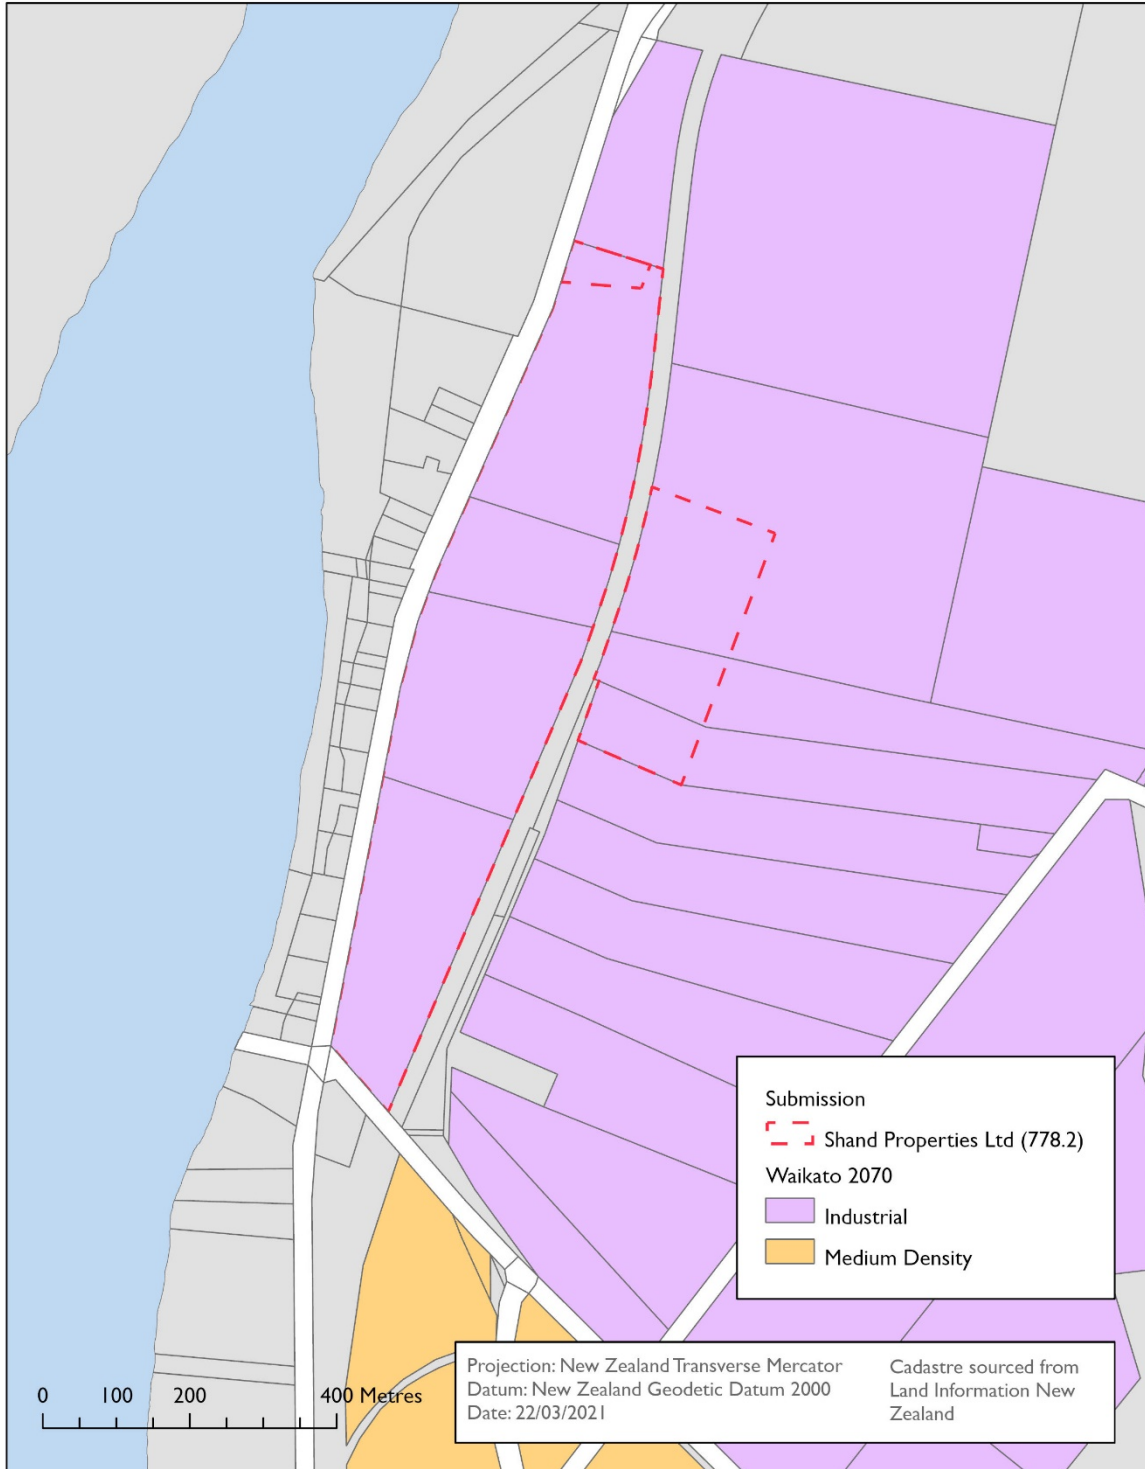 Submission
Shand Properties Ltd (778.2)
Waikato 2070
Industrial
Medium Density
0 100 200 400 Metres
Projection: New Zealand Transverse Mercator
Datum: New Zealand Geodetic Datum 2000
Date: 22/03/2021
Cadastre sourced from
Land Information New
Zealand